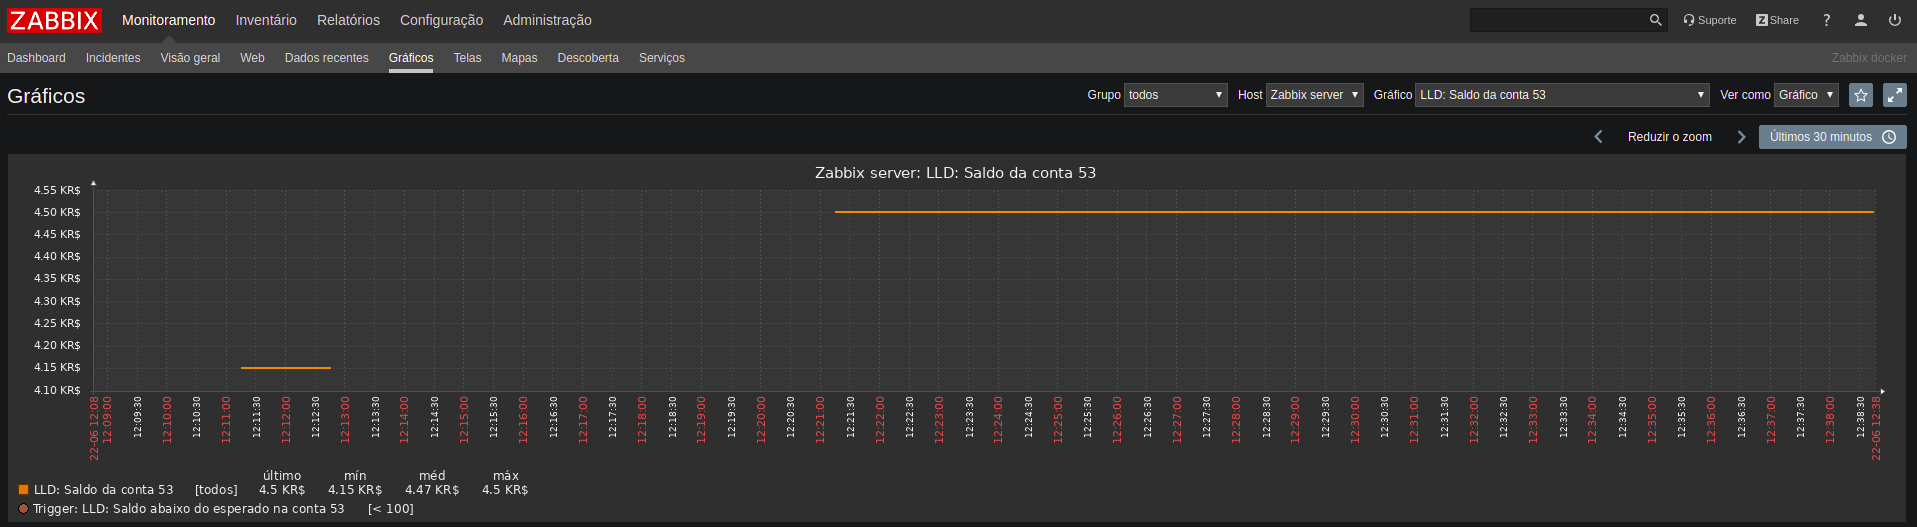 ZABBIX Monitoramento Inventário Relatórios Configuração Administração Suporte Z Share ?
Dashboard Incidentes Visão geral Web Dados recentes Gráficos Telas Mapas Descoberta Serviços Zabbix docker
Gráficos Grupo todos Host Zabbix server Gráfico LLD: Saldo da conta 53 Ver como Gráfico
Reduzir o zoom Últimos 30 minutos
Zabbix server: LLD: Saldo da conta 53
4.55 KR$
4.50 KR$
4.45 KR$
4.40 KR$
4.35 KR$
4.30 KR$
4.25 KR$
4.20 KR$
4.15 KR$
4.10 KR$
22-06 12:08 12:09:00 12:09:30 12:10:00 12:10:30 12:11:00 12:11:30 12:12:00 12:12:30 12:13:00 12:13:30 12:14:00 12:14:30 12:15:00 12:15:30 12:16:00 12:16:30 12:17:00 12:17:30 12:18:00 12:18:30 12:19:00 12:19:30 12:20:00 12:20:30 12:21:00 12:21:30 12:22:00 12:22:30 12:23:00 12:23:30 12:24:00 12:24:30 12:25:00 12:25:30 12:26:00 12:26:30 12:27:00 12:27:30 12:28:00 12:28:30 12:29:00 12:29:30 12:30:00 12:30:30 12:31:00 12:31:30 12:32:00 12:32:30 12:33:00 12:33:30 12:34:00 12:34:30 12:35:00 12:35:30 12:36:00 12:36:30 12:37:00 12:37:30 12:38:00 12:38:30 22-06 12:38
último mín méd máx
LLD: Saldo da conta 53 [todos] 4.5 KR$ 4.15 KR$ 4.47 KR$ 4.5 KR$
Trigger: LLD: Saldo abaixo do esperado na conta 53 [< 100]